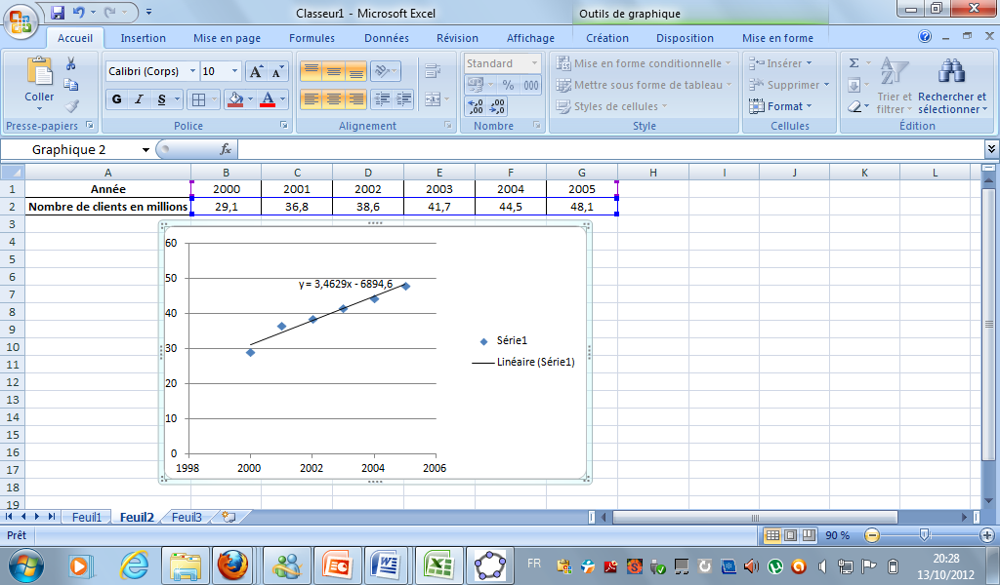 Classeur1 - Microsoft Excel
Outils de graphique
Accueil Insertion Mise en page Formules Données Révision Affichage Création Disposition Mise en forme
Calibri (Corps) 10 A A
Standard
Mise en forme conditionnelle
Insérer
Σ
Coller
G I S
A
% 000
Mettre sous forme de tableau
Supprimer
Trier et filtrer
Rechercher et sélectionner
,00 ,00
Styles de cellules
Format
Presse-papiers Police Alignement Nombre Style Cellules Édition
Graphique 2 fx
A B C D E F G H I J K L
1 Année 2000 2001 2002 2003 2004 2005
2 Nombre de clients en millions 29,1 36,8 38,6 41,7 44,5 48,1
3
4
5
6
7
8
9
10
11
12
13
14
15
16
17
18
19
60
50
40
30
20
10
0
y = 3,4629x - 6894,6
Série1
Linéaire (Série1)
1998 2000 2002 2004 2006
Feuil1 Feuil2 Feuil3
Prêt
90 %
FR
20:28
13/10/2012